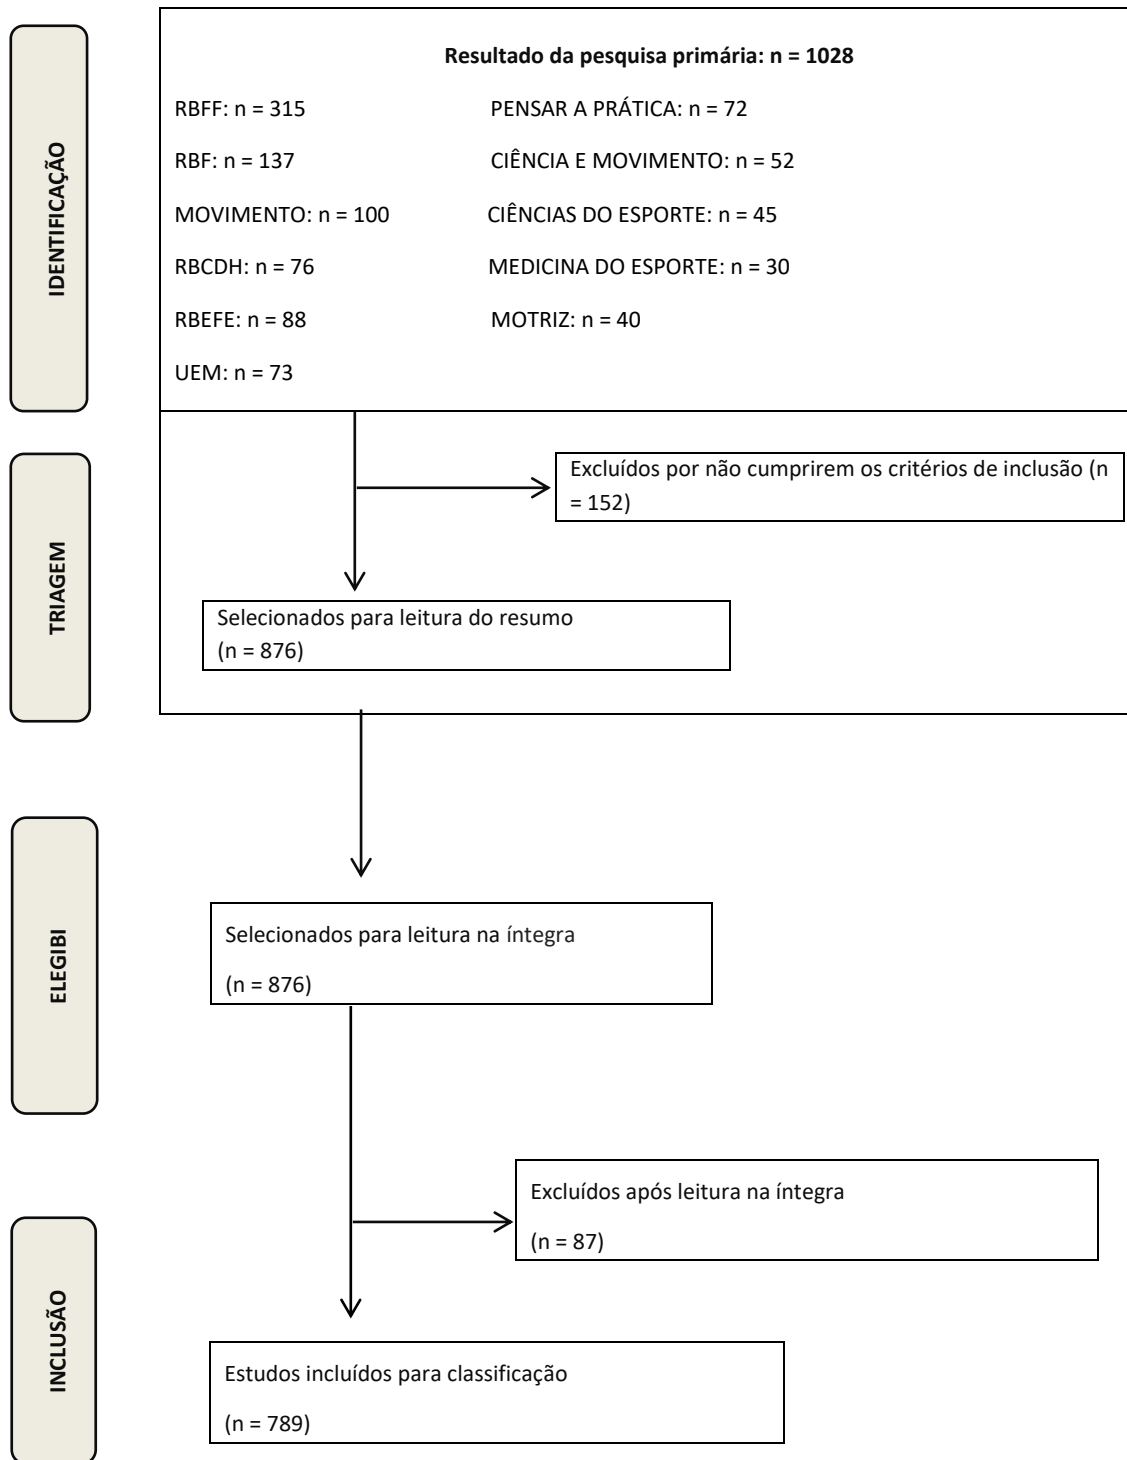 IDENTIFICAÇÃO
Resultado da pesquisa primária: n = 1028
RBFF: n = 315 PENSAR A PRÁTICA: n = 72
RBF: n = 137 CIÊNCIA E MOVIMENTO: n = 52
MOVIMENTO: n = 100 CIÊNCIAS DO ESPORTE: n = 45
RBCDH: n = 76 MEDICINA DO ESPORTE: n = 30
RBEFE: n = 88 MOTRIZ: n = 40
UEM: n = 73
TRIAGEM
Excluídos por não cumprirem os critérios de inclusão (n
= 152)
Selecionados para leitura do resumo
(n = 876)
ELEGIBI
Selecionados para leitura na íntegra
(n = 876)
INCLUSÃO
Excluídos após leitura na íntegra
(n = 87)
Estudos incluídos para classificação
(n = 789)